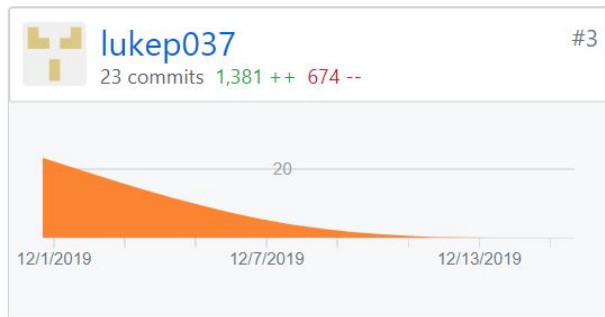 lukep037
#3
23 commits 1,381 ++ 674 --
20
12/1/2019 12/7/2019 12/13/2019